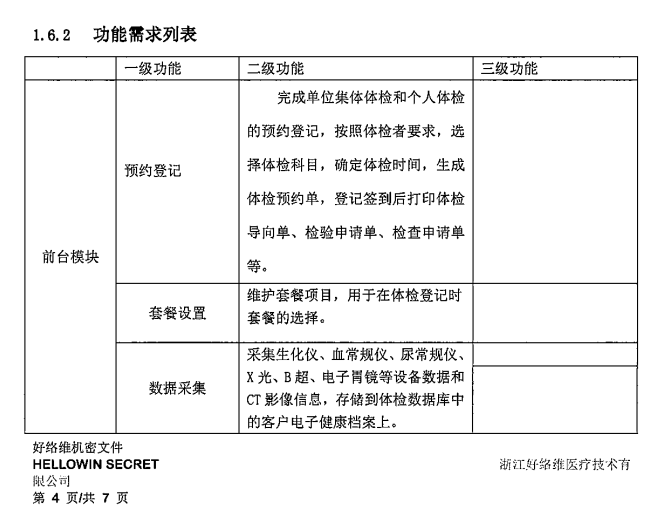 1.6.2 功能需求列表
一级功能 二级功能 三级功能
前台模块
预约登记
完成单位集体体检和个人体检
的预约登记，按照体检者要求，选
择体检科目，确定体检时间，生成
体检预约单，登记签到后打印体检
导向单、检验申请单、检查申请单
等。
套餐设置
维护套餐项目，用于在体检登记时
套餐的选择。
数据采集
采集生化仪、血常规仪、尿常规仪、
X 光、B 超、电子胃镜等设备数据和
CT 影像信息，存储到体检数据库中
的客户电子健康档案上。
好络维机密文件
HELLOWIN SECRET 浙江好络维医疗技术有
限公司
第 4 页/共 7 页